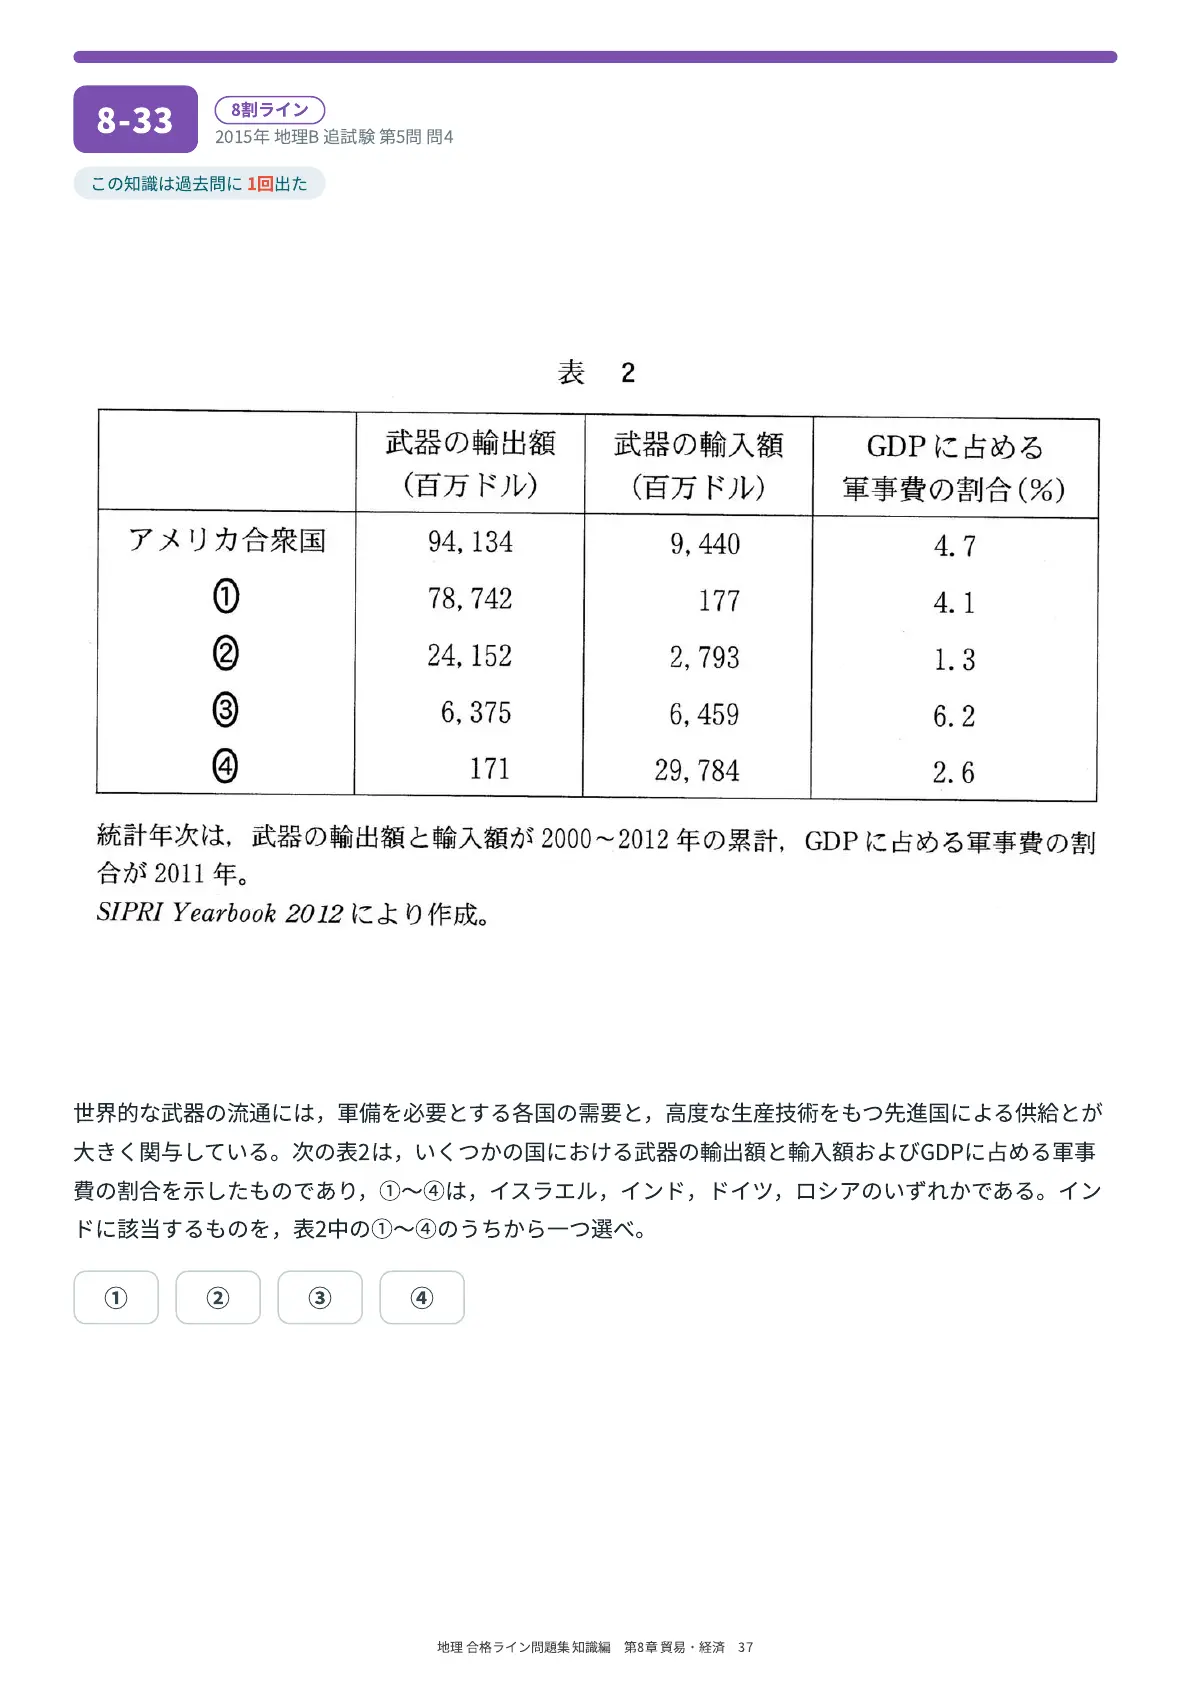 8-33
8割ライン
2015年 地理B 追試験 第5問 問4
この知識は過去問に 1回出た
表 2
武器の輸出額(百万ドル) 武器の輸入額(百万ドル) GDPに占める軍事費の割合(%)
アメリカ合衆国 94,134 9,440 4.7
① 78,742 177 4.1
② 24,152 2,793 1.3
③ 6,375 6,459 6.2
④ 171 29,784 2.6
統計年次は，武器の輸出額と輸入額が 2000～2012 年の累計，GDP に占める軍事費の割
合が 2011 年。
SIPRI Yearbook 2012 により作成。
世界的な武器の流通には，軍備を必要とする各国の需要と，高度な生産技術をもつ先進国による供給とが
大きく関与している。次の表2は，いくつかの国における武器の輸出額と輸入額およびGDPに占める軍事
費の割合を示したものであり，①～④は，イスラエル，インド，ドイツ，ロシアのいずれかである。イン
ドに該当するものを，表2中の①～④のうちから一つ選べ。
① ② ③ ④
地理 合格ライン問題集 知識編 第8章 貿易・経済 37